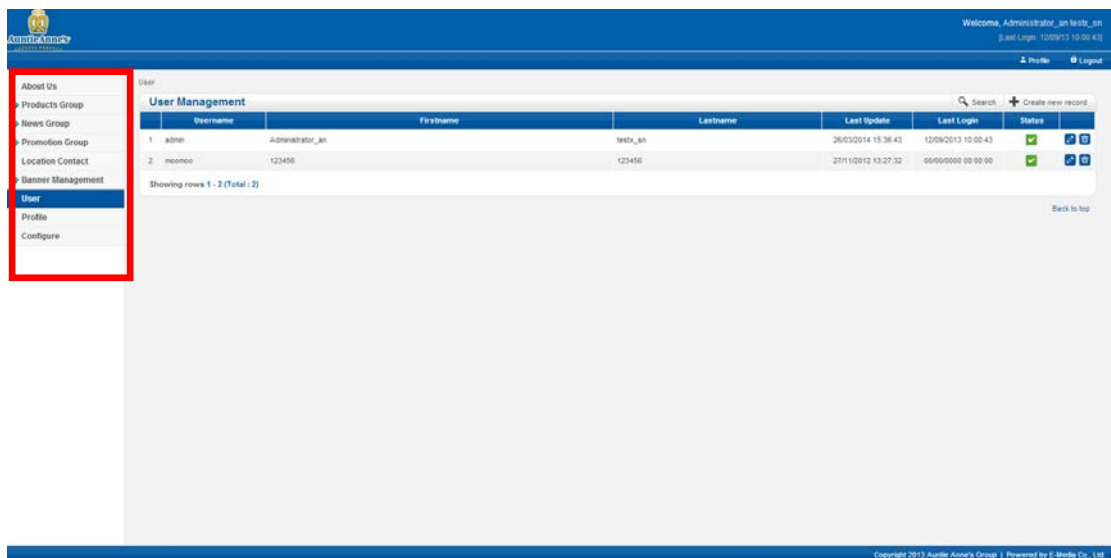 Auntie Anne's
Welcome, Administrator_an testx_sn
[Last Login: 12/09/13 10:00:43]
Profile
Logout
About Us
Products Group
News Group
Promotion Group
Location Contact
Banner Management
User
Profile
Configure
User
User Management
Search
Create new record
Username Firstname Lastname Last Update Last Login Status
1 admin Administrator_an testx_sn 26/03/2014 15:36:43 12/09/2013 10:00:43
2 moomoo 123456 123456 27/11/2012 13:27:32 00/00/0000 00:00:00
Showing rows 1 - 2 (Total : 2)
Back to top
Copyright 2013 Auntie Anne's Group | Powered by E-Media Co., Ltd